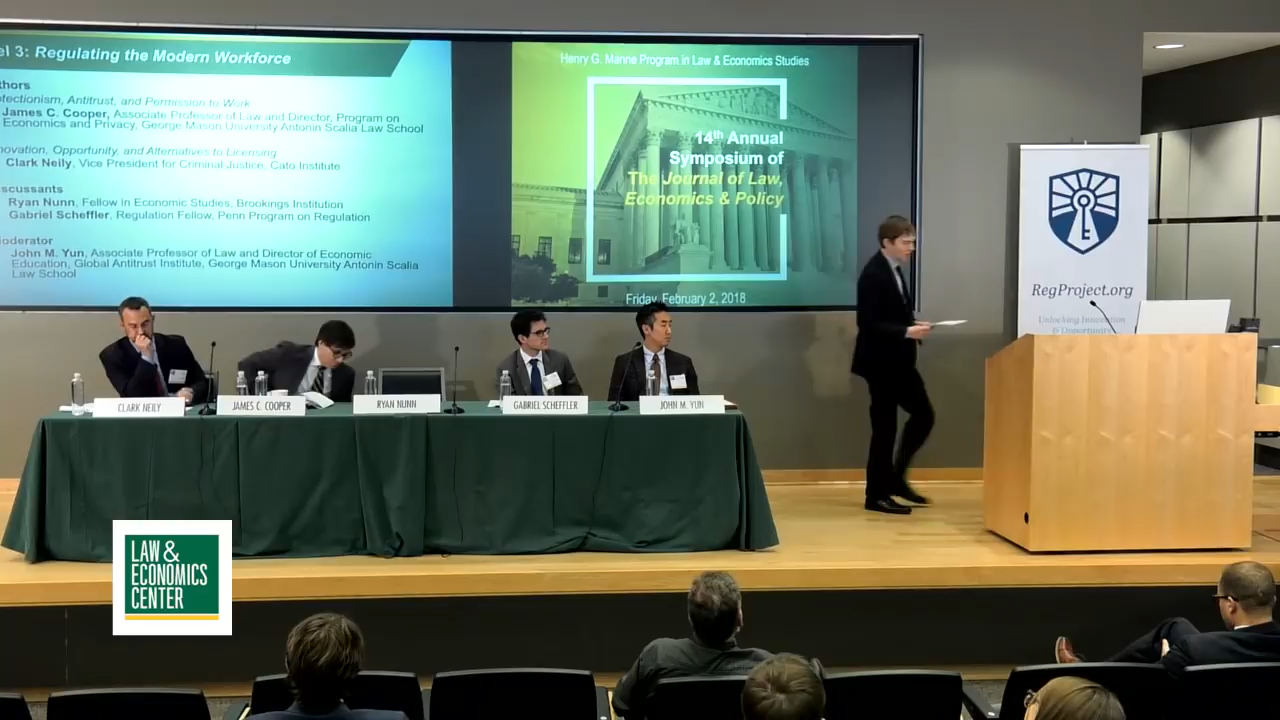 el 3: Regulating the Modern Workforce
thors
otectionism, Antitrust, and Permission to Work
James C. Cooper, Associate Professor of Law and Director, Program on
Economics and Privacy, George Mason University Antonin Scalia Law School
novation, Opportunity, and Alternatives to Licensing
Clark Neily, Vice President for Criminal Justice, Cato Institute
scussants
Ryan Nunn, Fellow in Economic Studies, Brookings Institution
Gabriel Scheffler, Regulation Fellow, Penn Program on Regulation
oderator
John M. Yun, Associate Professor of Law and Director of Economic
Education, Global Antitrust Institute, George Mason University Antonin Scalia
Law School
Henry G. Manne Program in Law & Economics Studies
14th Annual
Symposium of
The Journal of Law,
Economics & Policy
Friday, February 2, 2018
RegProject.org
Unlocking Innovation
& Opportunity
CLARK NEILY
JAMES C. COOPER
RYAN NUNN
GABRIEL SCHEFFLER
JOHN M. YUN
LAW &
ECONOMICS
CENTER